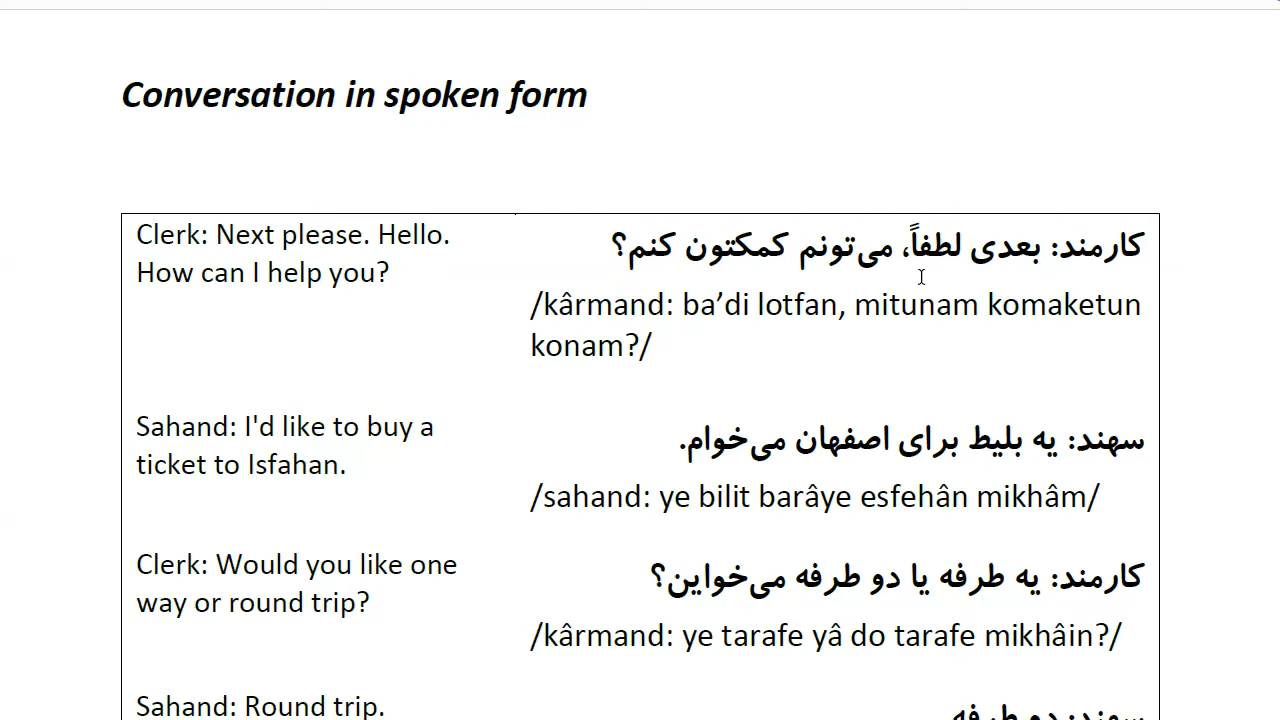 Conversation in spoken form
Clerk: Next please. Hello.
How can I help you?
کارمند: بعدی لطفاً، می‌تونم کمکتون کنم؟
/kârmand: ba’di lotfan, mitunam komaketun
konam?/
Sahand: I'd like to buy a
ticket to Isfahan.
سهند: یه بلیط برای اصفهان می‌خوام.
/sahand: ye bilit barâye esfehân mikhâm/
Clerk: Would you like one
way or round trip?
کارمند: یه طرفه یا دو طرفه می‌خواین؟
/kârmand: ye tarafe yâ do tarafe mikhâin?/
Sahand: Round trip.
سهند: دو طرفه